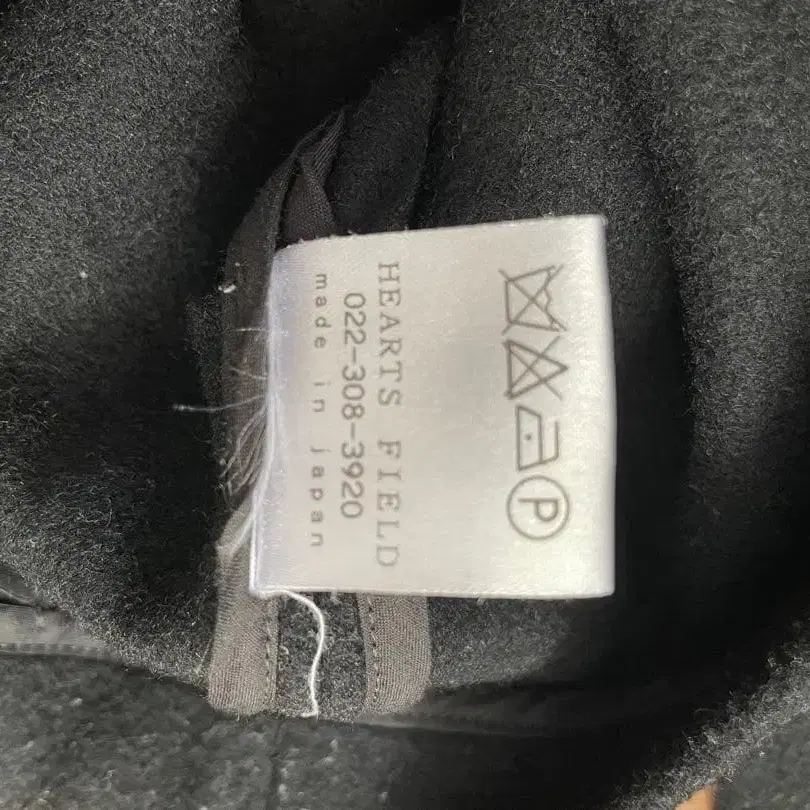 Ⓟ
HEARTS FIELD
022-308-3920
made in japan